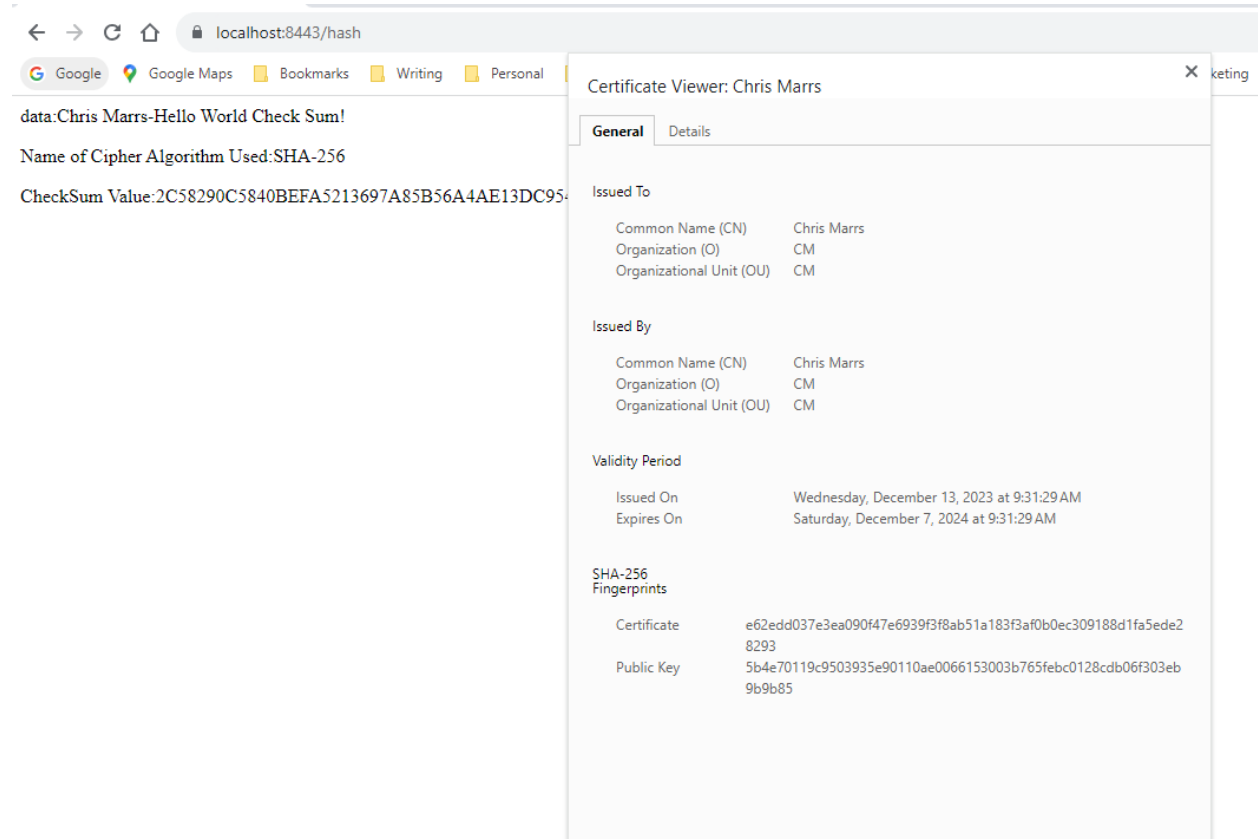 localhost:8443/hash
Google Google Maps Bookmarks Writing Personal keting
data:Chris Marrs-Hello World Check Sum!
Name of Cipher Algorithm Used:SHA-256
CheckSum Value:2C58290C5840BEFA5213697A85B56A4AE13DC954
Certificate Viewer: Chris Marrs
General Details
Issued To
Common Name (CN) Chris Marrs
Organization (O) CM
Organizational Unit (OU) CM
Issued By
Common Name (CN) Chris Marrs
Organization (O) CM
Organizational Unit (OU) CM
Validity Period
Issued On Wednesday, December 13, 2023 at 9:31:29 AM
Expires On Saturday, December 7, 2024 at 9:31:29 AM
SHA-256
Fingerprints
Certificate e62edd037e3ea090f47e6939f3f8ab51a183f3af0b0ec309188d1fa5ede2
8293
Public Key 5b4e70119c9503935e90110ae0066153003b765febc0128cdb06f303eb
9b9b85